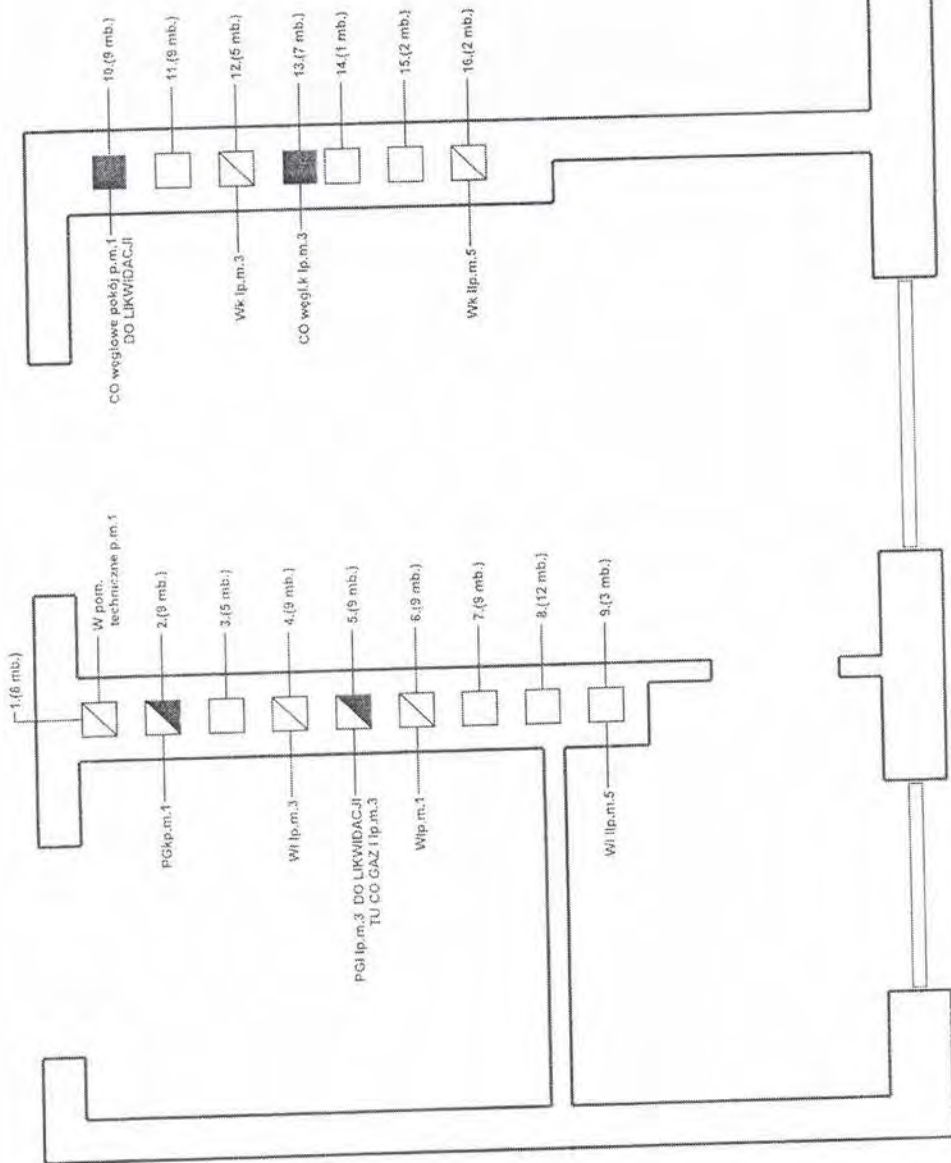 1.(6 mb.)
W pom.
techniczne p.m.1
2.(9 mb.)
PGkp.m.1
3.(5 mb.)
4.(9 mb.)
Wł Ip.m.3
5.(9 mb.)
PGł Ip.m.3 DO LIKWIDACJI
TU CO GAZ I Ip.m.3
6.(9 mb.)
Włp.m.1
7.(9 mb.)
8.(12 mb.)
9.(3 mb.)
Wł IIp.m.5
10.(9 mb.)
CO węglowe pokój p.m.1
DO LIKWIDACJI
11.(9 mb.)
12.(5 mb.)
Wk Ip.m.3
13.(7 mb.)
CO węgl.k Ip.m.3
14.(1 mb.)
15.(2 mb.)
16.(2 mb.)
Wk IIp.m.5